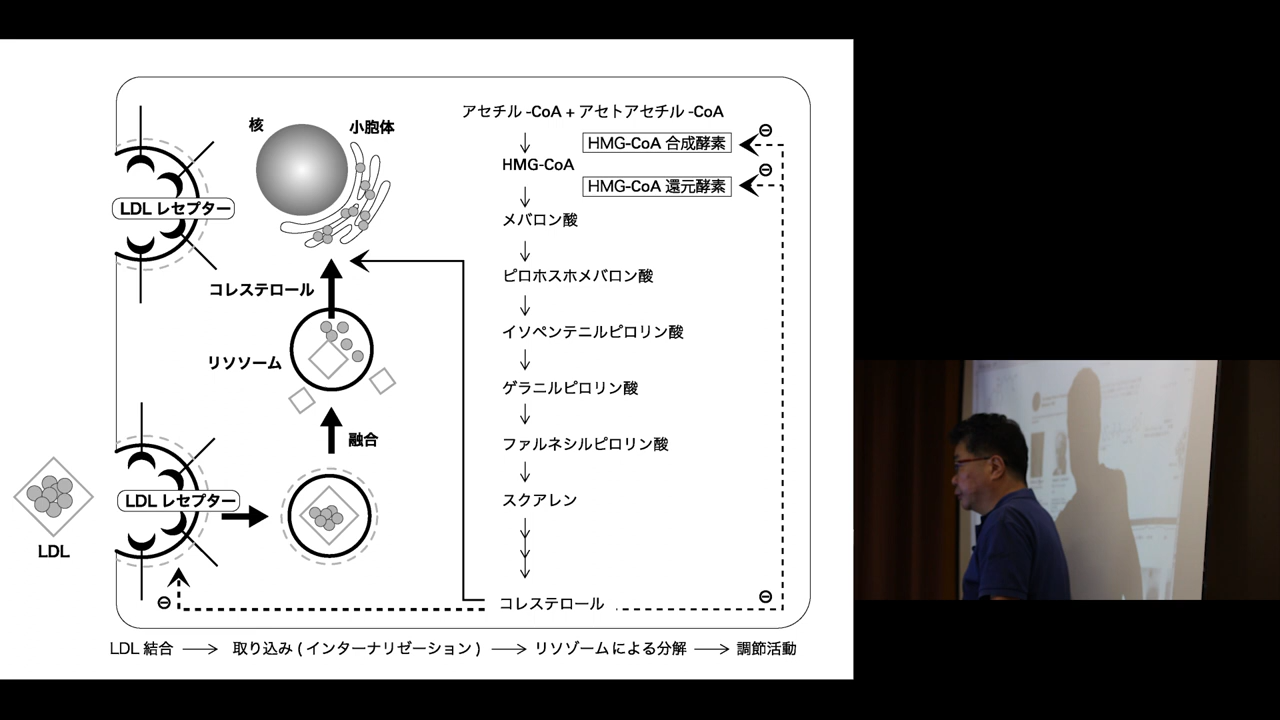 アセチル -CoA + アセトアセチル -CoA
核
小胞体
HMG-CoA 合成酵素
HMG-CoA
HMG-CoA 還元酵素
LDL レセプター
メバロン酸
ピロホスホメバロン酸
コレステロール
イソペンテニルピロリン酸
リソソーム
ゲラニルピロリン酸
融合
ファルネシルピロリン酸
LDL レセプター
スクアレン
LDL
コレステロール
LDL 結合 → 取り込み ( インターナリゼーション ) → リソゾームによる分解 → 調節活動